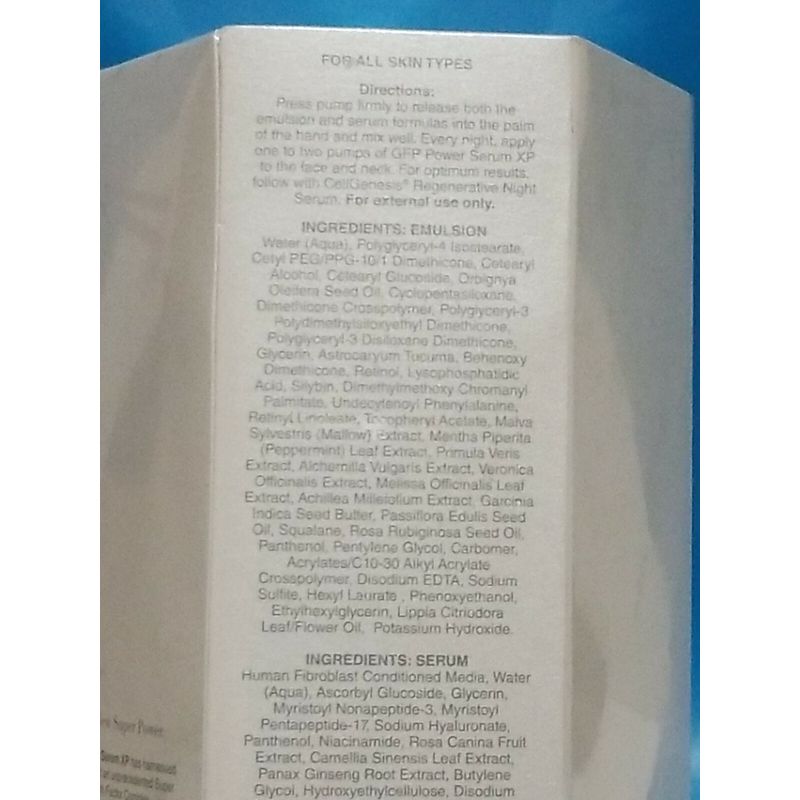 FOR ALL SKIN TYPES
Directions:
Press pump firmly to release both the
emulsion and serum formulas into the palm
of the hand and mix well. Every night, apply
one to two pumps of GFP Power Serum XP
to the face and neck. For optimum results,
follow with CellGenesis® Regenerative Night
Serum. For external use only.
INGREDIENTS: EMULSION
Water (Aqua), Polyglyceryl-4 Isostearate,
Cetyl PEG/PPG-10/1 Dimethicone, Cetearyl
Alcohol, Cetearyl Glucoside, Orbignya
Oleifera Seed Oil, Cyclopentasiloxane,
Dimethicone Crosspolymer, Polyglyceryl-3
Polydimethylsiloxyethyl Dimethicone,
Polyglyceryl-3 Disiloxane Dimethicone,
Glycerin, Astrocaryum Tucuma, Behenoxy
Dimethicone, Retinol, Lysophosphatidic
Acid, Silybin, Dimethylmethoxy Chromanyl
Palmitate, Undecylenoyl Phenylalanine,
Retinyl Linoleate, Tocopheryl Acetate, Malva
Sylvestris (Mallow) Extract, Mentha Piperita
(Peppermint) Leaf Extract, Primula Veris
Extract, Alchemilla Vulgaris Extract, Veronica
Officinalis Extract, Melissa Officinalis Leaf
Extract, Achillea Millefolium Extract, Garcinia
Indica Seed Butter, Passiflora Edulis Seed
Oil, Squalane, Rosa Rubiginosa Seed Oil,
Panthenol, Pentylene Glycol, Carbomer,
Acrylates/C10-30 Alkyl Acrylate
Crosspolymer, Disodium EDTA, Sodium
Sulfite, Hexyl Laurate , Phenoxyethanol,
Ethylhexylglycerin, Lippia Citriodora
Leaf/Flower Oil, Potassium Hydroxide.
INGREDIENTS: SERUM
Human Fibroblast Conditioned Media, Water
(Aqua), Ascorbyl Glucoside, Glycerin,
Myristoyl Nonapeptide-3, Myristoyl
Pentapeptide-17, Sodium Hyaluronate,
Panthenol, Niacinamide, Rosa Canina Fruit
Extract, Camellia Sinensis Leaf Extract,
Panax Ginseng Root Extract, Butylene
Glycol, Hydroxyethylcellulose, Disodium
Super Power.
Serum XP has harnessed
an unprecedented Super